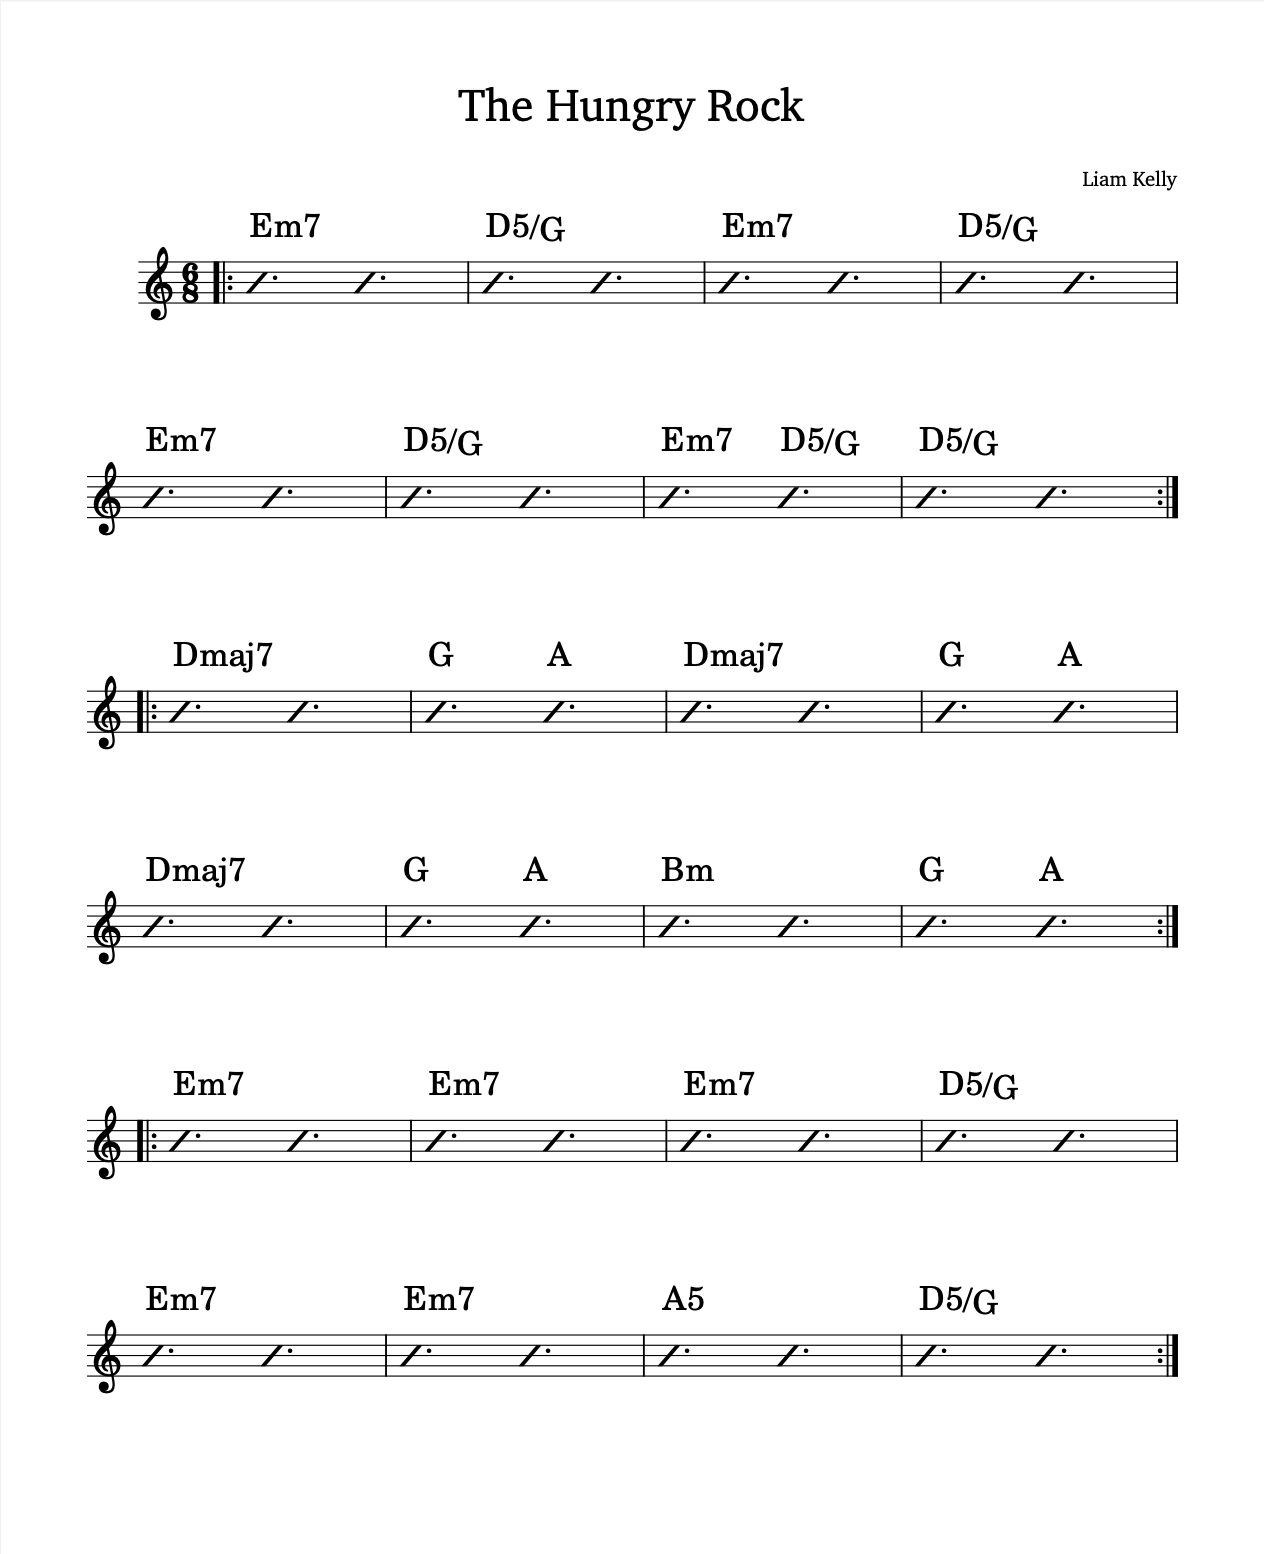 The Hungry Rock
Liam Kelly
Em7 D5/G Em7 D5/G
6
8
Em7 D5/G Em7 D5/G D5/G
Dmaj7 G A Dmaj7 G A
Dmaj7 G A Bm G A
Em7 Em7 Em7 D5/G
Em7 Em7 A5 D5/G